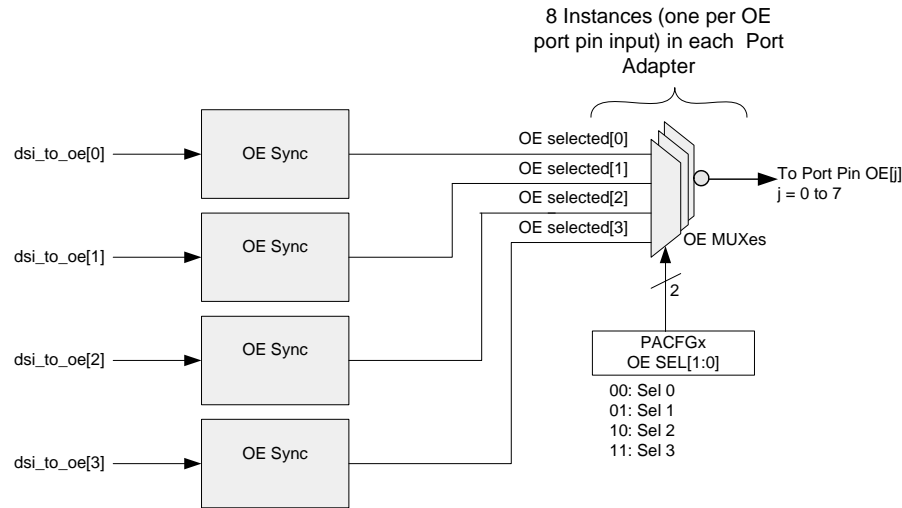 8 Instances (one per OE
port pin input) in each Port
Adapter
dsi_to_oe[0]
OE Sync
OE selected[0]
OE selected[1]
To Port Pin OE[j]
j = 0 to 7
OE selected[2]
dsi_to_oe[1]
OE Sync
OE selected[3]
OE MUXes
2
dsi_to_oe[2]
OE Sync
PACFGx
OE SEL[1:0]
00: Sel 0
01: Sel 1
10: Sel 2
11: Sel 3
dsi_to_oe[3]
OE Sync